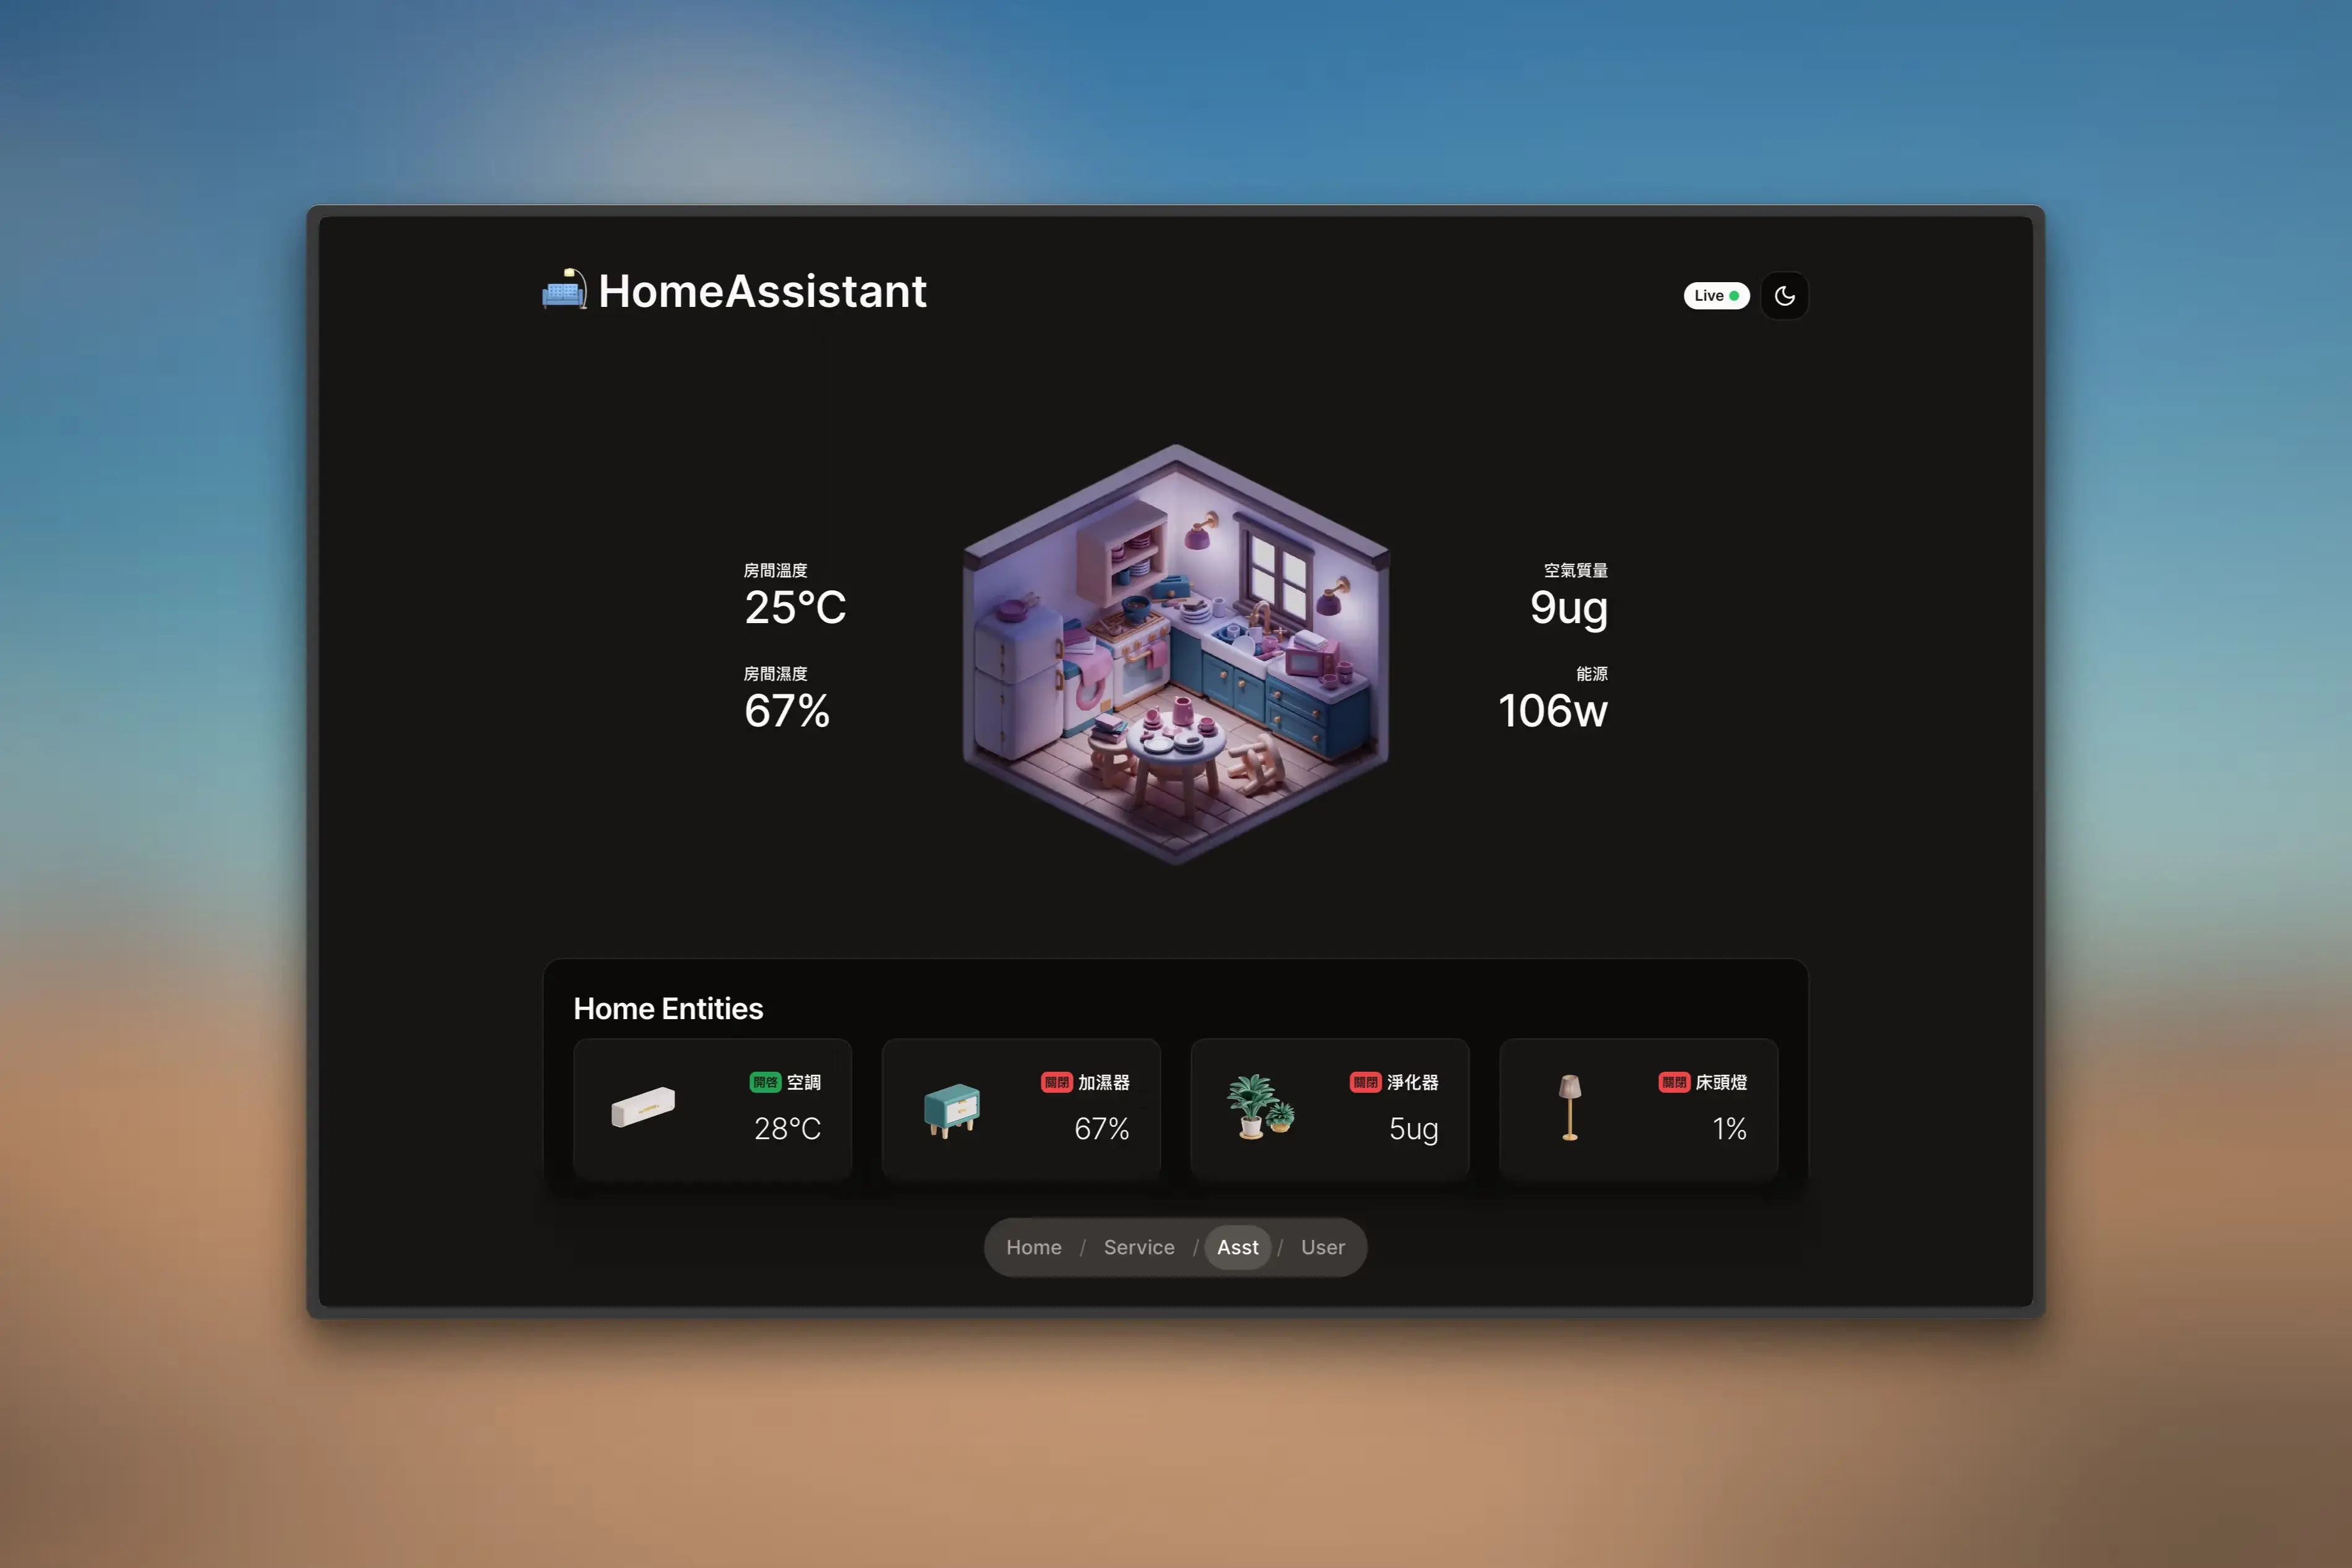 HomeAssistant
Live
房間溫度
25°C
房間濕度
67%
空氣質量
9ug
能源
106w
Home Entities
開啓 空調
28°C
關閉 加濕器
67%
關閉 淨化器
5ug
關閉 床頭燈
1%
Home / Service / Asst / User